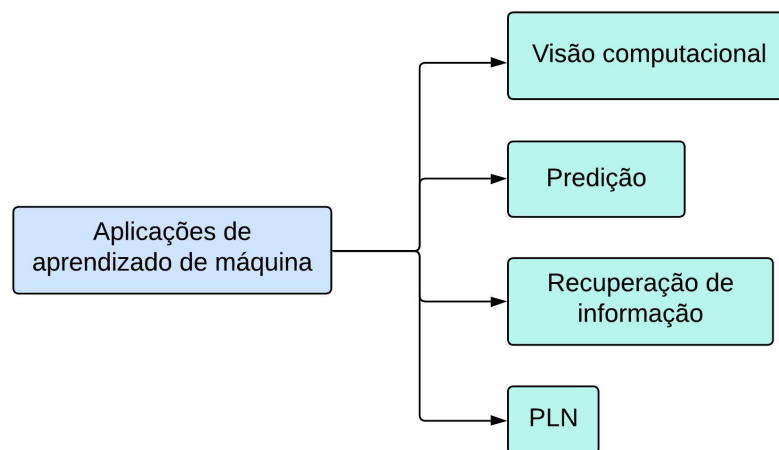 Visão computacional
Predição
Aplicações de
aprendizado de máquina
Recuperação de
informação
PLN